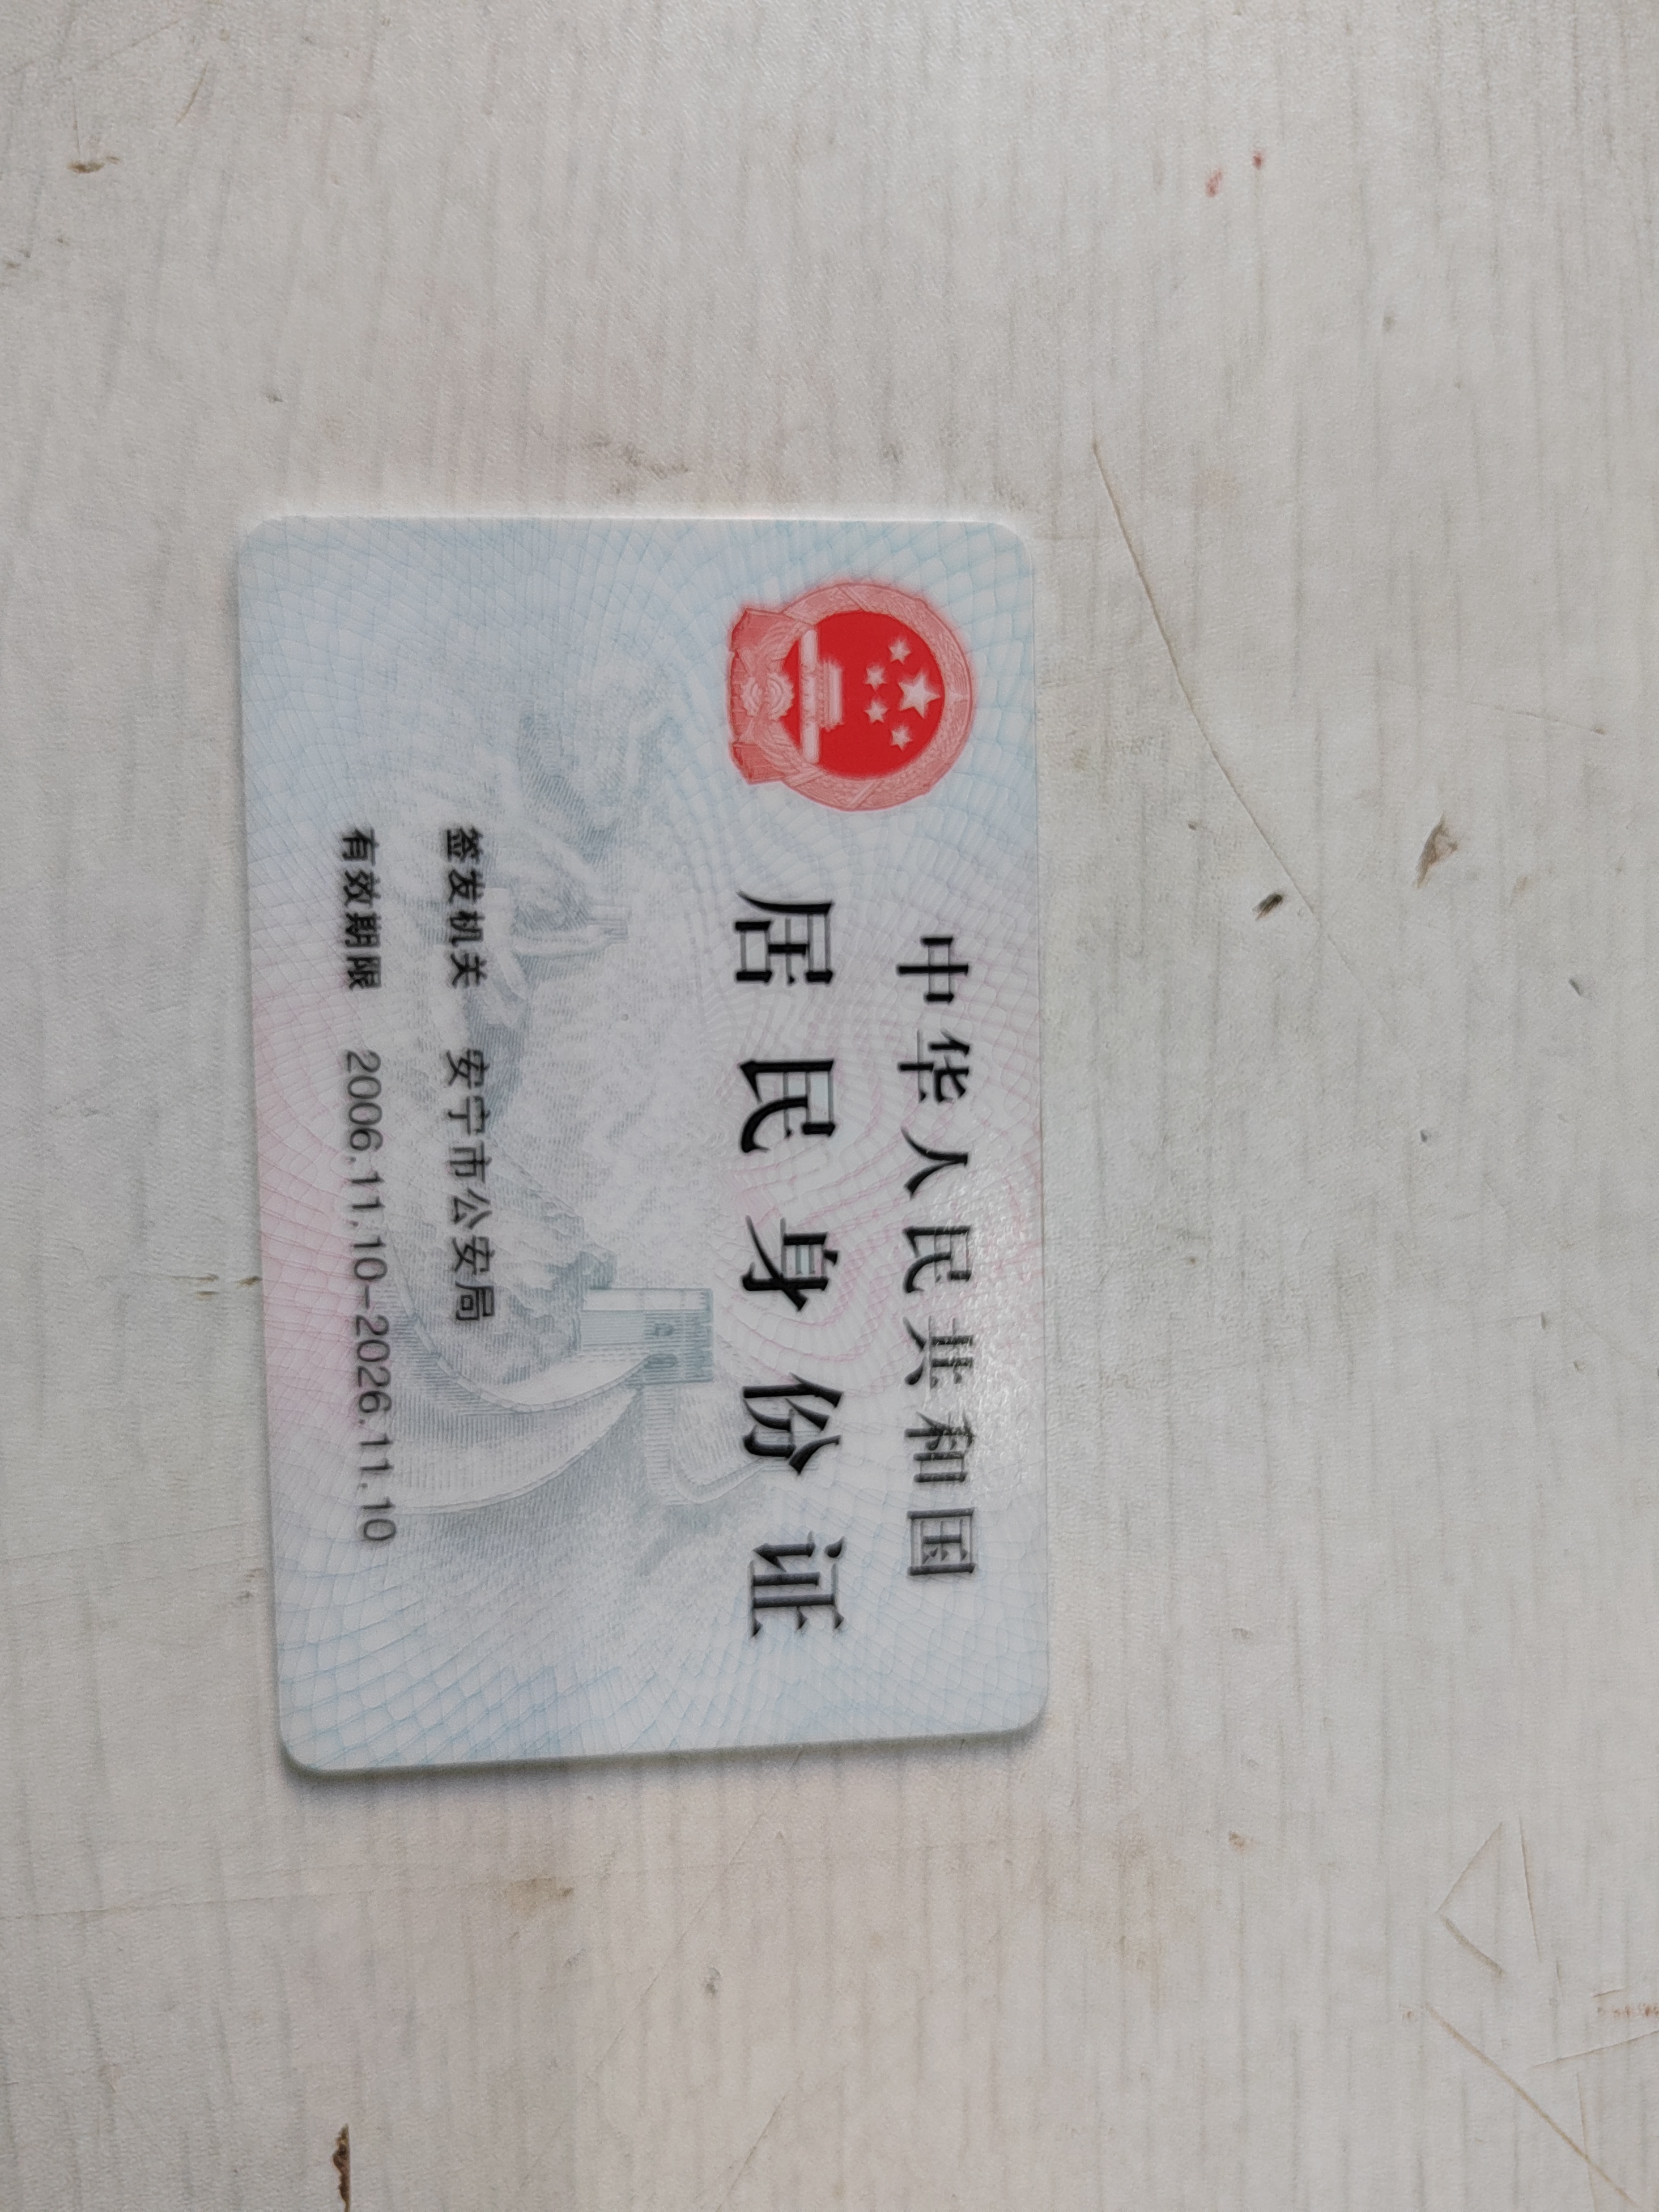 中华人民共和国
居民身份证
签发机关 安宁市公安局
有效期限 2006.11.10-2026.11.10